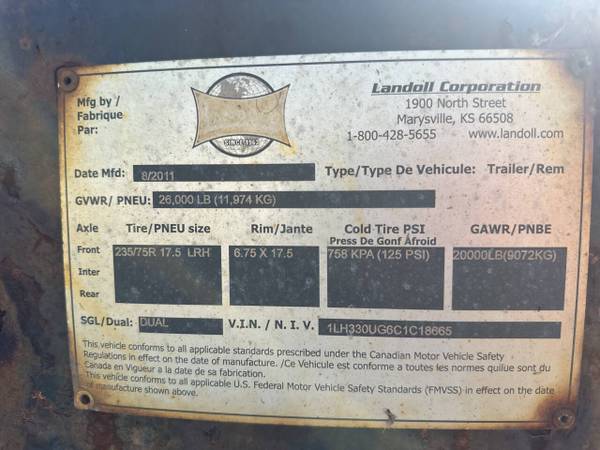 Mfg by /
Fabrique
Par:
SINCE 1963
Landoll Corporation
1900 North Street
Marysville, KS 66508
1-800-428-5655 www.landoll.com
Date Mfd: 8/2011 Type/Type De Vehicule: Trailer/Rem
GVWR/ PNEU: 26,000 LB (11,974 KG)
Axle Tire/PNEU size Rim/Jante Cold Tire PSI GAWR/PNBE
Press De Gonf Afroid
Front 235/75R 17.5 LRH 6.75 X 17.5 758 KPA (125 PSI) 20000LB(9072KG)
Inter
Rear
SGL/Dual: DUAL V.I.N. / N. I. V. 1LH330UG6C1C18665
This vehicle conforms to all applicable standards prescribed under the Canadian Motor Vehicle Safety
Regulations in effect on the date of manufacture. /Ce Vehicule est conforme a toutes les normes quilue sont du
Canada en Vigueur a la date de sa fabrication.
This vehicle conforms to all applicable U.S. Federal Motor Vehicle Safety Standards (FMVSS) in effect on the date
of manufacture shown above.